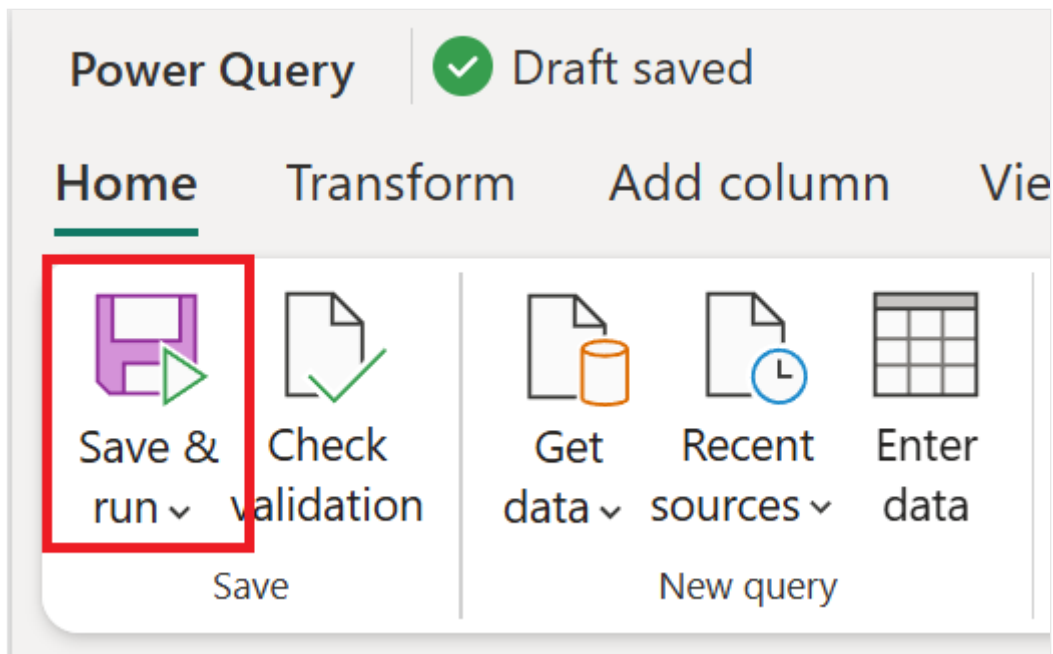 Power Query
Draft saved
Home Transform Add column Vie
Save & run
Check validation
Get data
Recent sources
Enter data
Save
New query